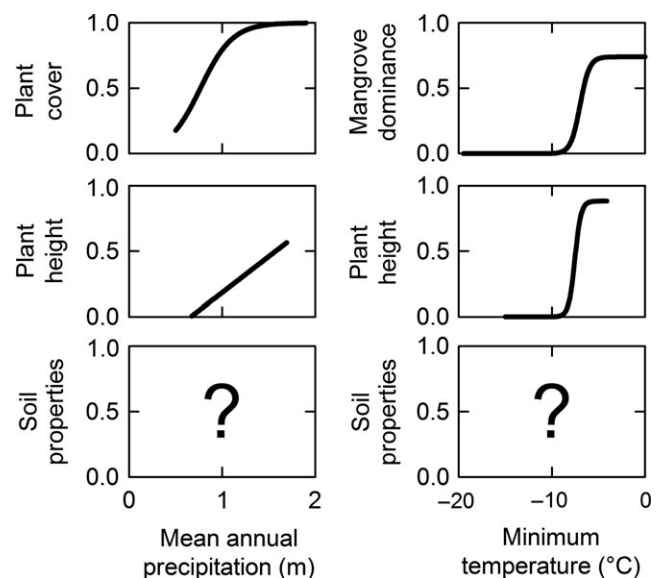 Plant
cover
1.0
0.5
0.0
Mangrove
dominance
1.0
0.5
0.0
Plant
height
1.0
0.5
0.0
Plant
height
1.0
0.5
0.0
Soil
properties
1.0
0.5
0.0
?
0 1 2
Mean annual
precipitation (m)
Soil
properties
1.0
0.5
0.0
?
–20 –10 0
Minimum
temperature (°C)